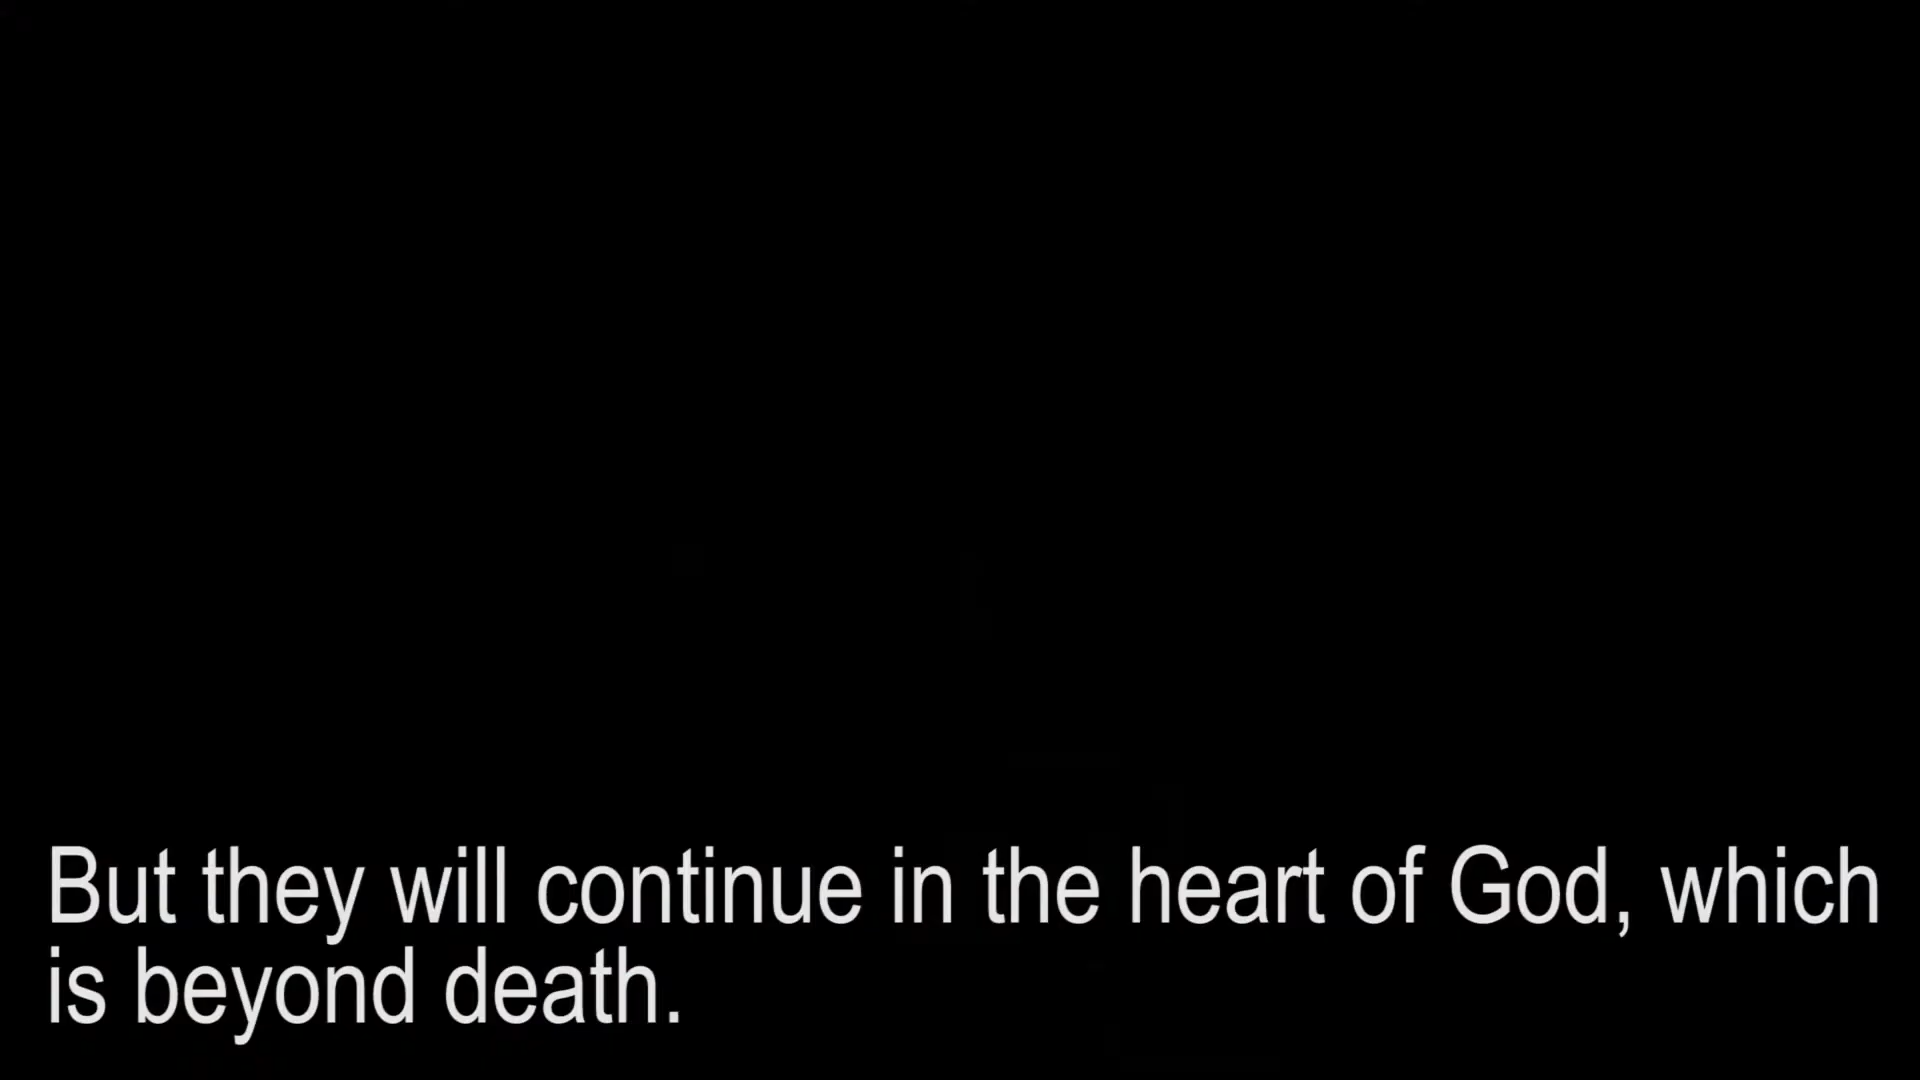 But they will continue in the heart of God, which
is beyond death.